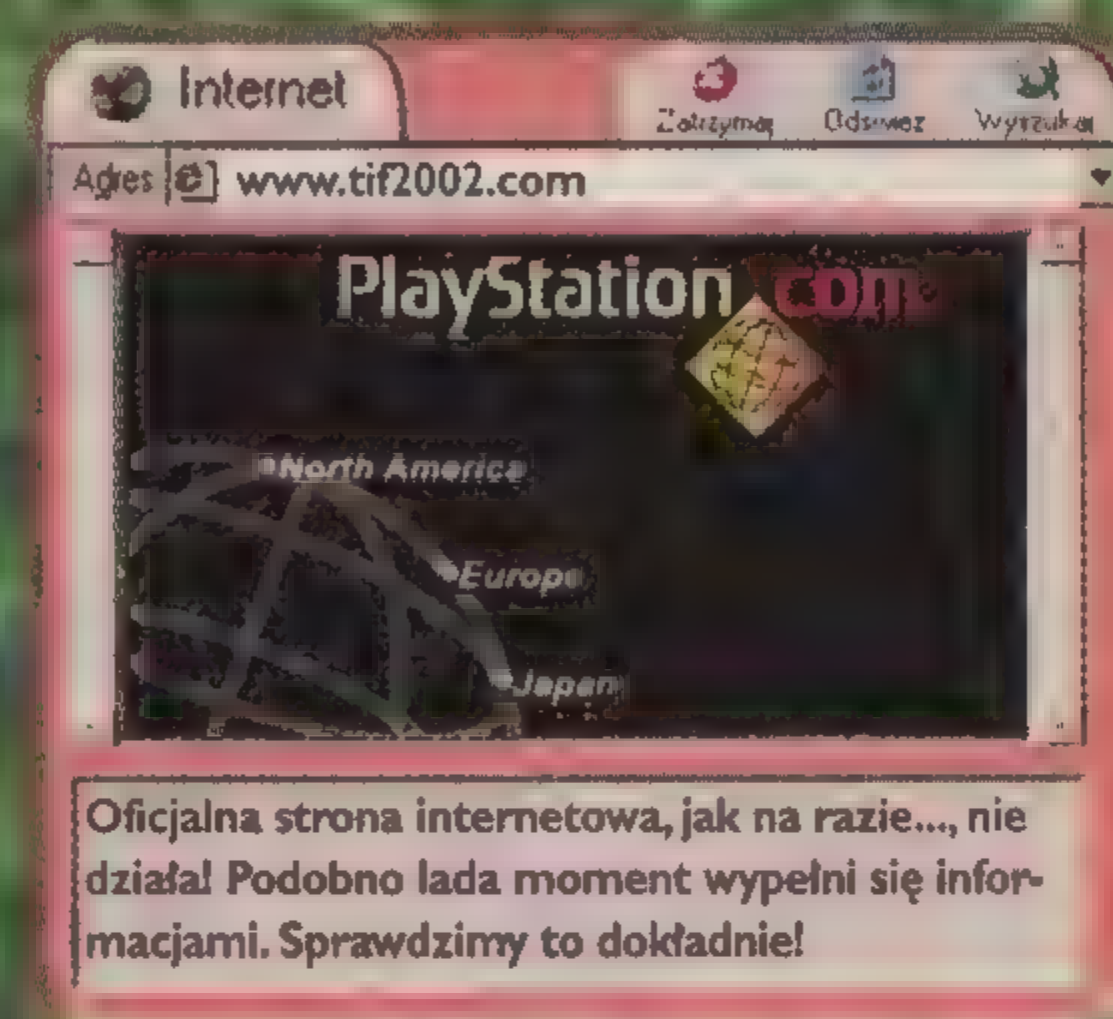 Internet
Zatrzymaj Odśwież Wyszukaj
Adres www.tif2002.com
PlayStation.com
North America
Europe
Japan
Oficjalna strona internetowa, jak na razie..., nie
działa! Podobno lada moment wypełni się infor-
macjami. Sprawdzimy to dokładnie!